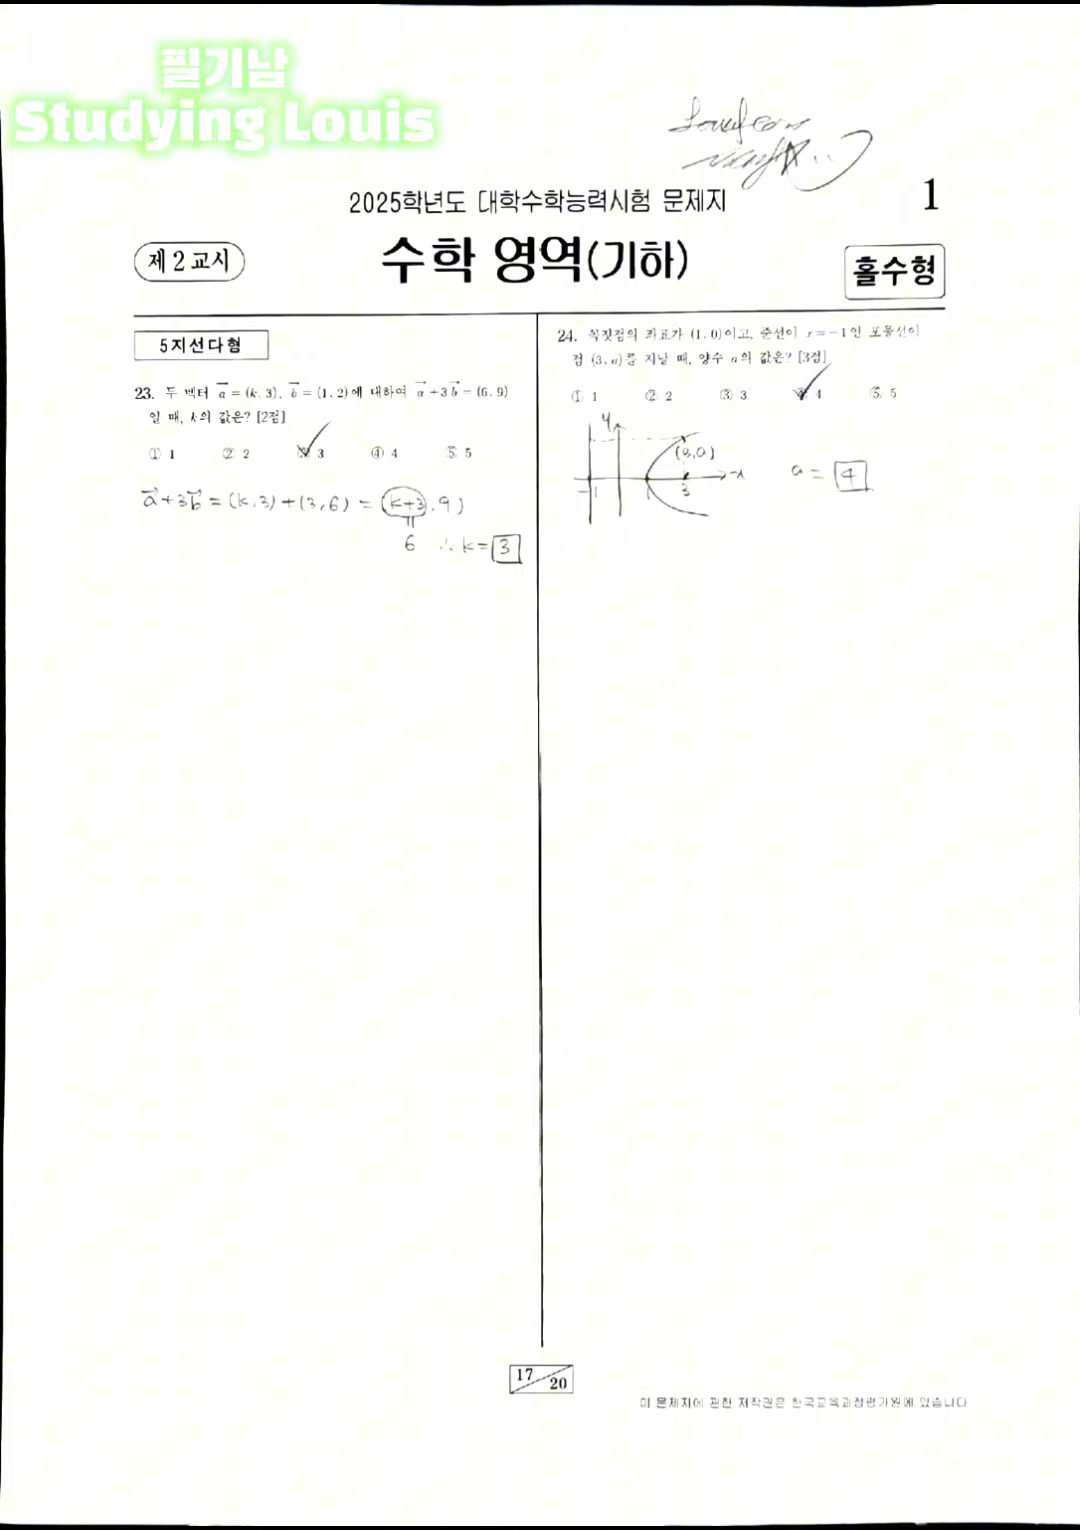 필기남
Studying Louis
2025학년도 대학수학능력시험 문제지
1
제 2 교시
수학 영역(기하)
홀수형
5지선다형
23. 두 벡터 a⃗ = (k, 3), b⃗ = (1, 2)에 대하여 a⃗ + 3b⃗ = (6, 9)
일 때, k의 값은? [2점]
① 1 ② 2 ③ 3 ④ 4 ⑤ 5
a⃗ + 3b⃗ = (k, 3) + (3, 6) = (k+3, 9)
=
6 ∴ k = 3
24. 꼭짓점의 좌표가 (1, 0)이고, 준선이 x = −1인 포물선이
점 (3, a)를 지날 때, 양수 a의 값은? [3점]
① 1 ② 2 ③ 3 ④ 4 ⑤ 5
y
(3, a)
x
-1 1 3
a = 4
17 20
이 문제지에 관한 저작권은 한국교육과정평가원에 있습니다